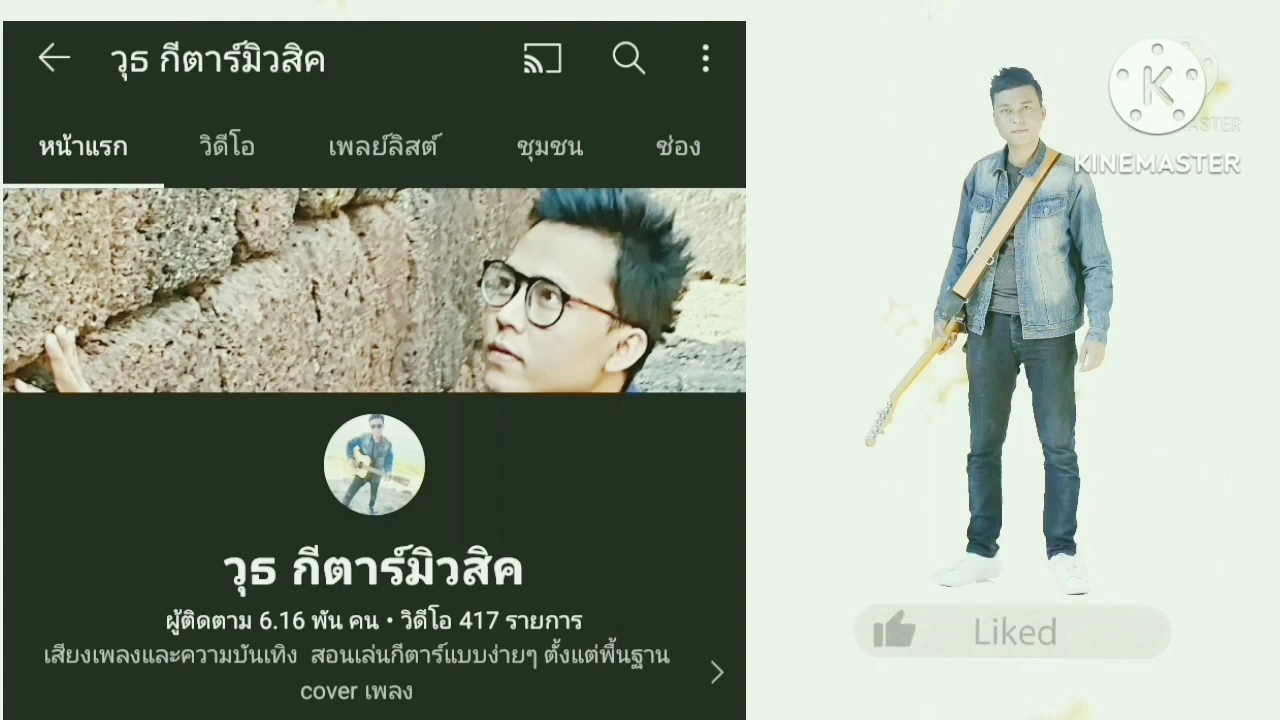 วุธ กีตาร์มิวสิค
หน้าแรก วิดีโอ เพลย์ลิสต์ ชุมชน ช่อง
วุธ กีตาร์มิวสิค
ผู้ติดตาม 6.16 พัน คน • วิดีโอ 417 รายการ
เสียงเพลงและความบันเทิง สอนเล่นกีตาร์แบบง่ายๆ ตั้งแต่พื้นฐาน
cover เพลง
K
KINEMASTER
Liked